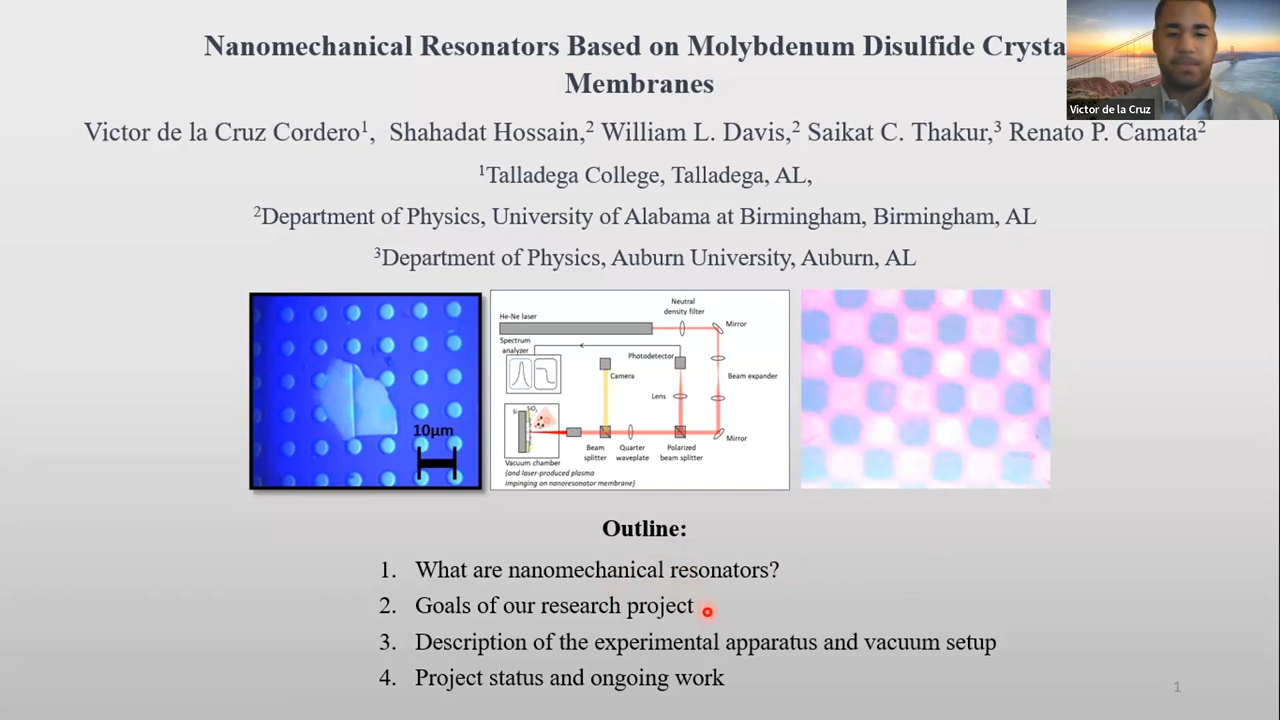 Nanomechanical Resonators Based on Molybdenum Disulfide Crysta
Membranes
Victor de la Cruz
Victor de la Cruz Cordero¹, Shahadat Hossain,² William L. Davis,² Saikat C. Thakur,³ Renato P. Camata²
¹Talladega College, Talladega, AL,
²Department of Physics, University of Alabama at Birmingham, Birmingham, AL
³Department of Physics, Auburn University, Auburn, AL
10μm
Neutral
density filter
He-Ne laser
Mirror
Spectrum
analyzer
Photodetector
Camera
Beam expander
Lens
Si
SiO₂
Mirror
Beam
splitter
Quarter
waveplate
Polarized
beam splitter
Vacuum chamber
(and laser-produced plasma
impinging on nanoresonator membrane)
Outline:
1. What are nanomechanical resonators?
2. Goals of our research project
3. Description of the experimental apparatus and vacuum setup
4. Project status and ongoing work
1